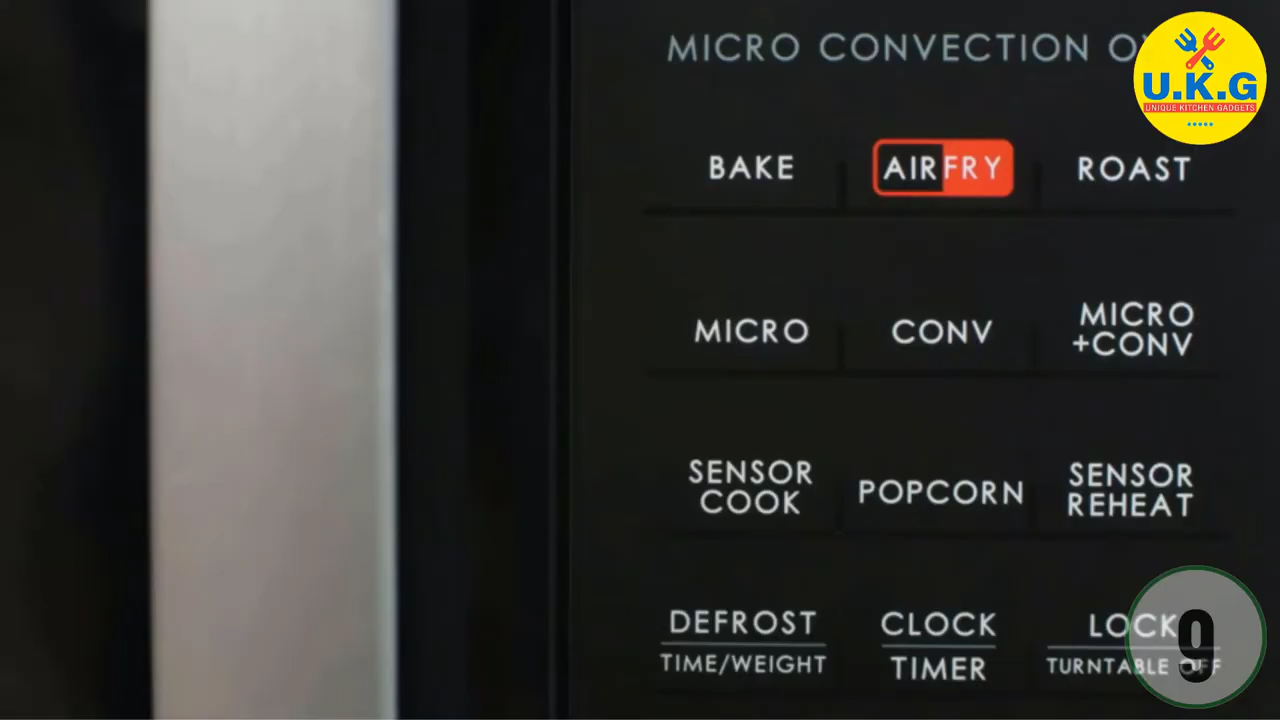 MICRO CONVECTION
U.K.G
UNIQUE KITCHEN GADGETS
BAKE
AIRFRY
ROAST
MICRO
CONV
MICRO
+CONV
SENSOR
COOK
POPCORN
SENSOR
REHEAT
DEFROST
TIME/WEIGHT
CLOCK
TIMER
LOCK
TURNTABLE OFF
9